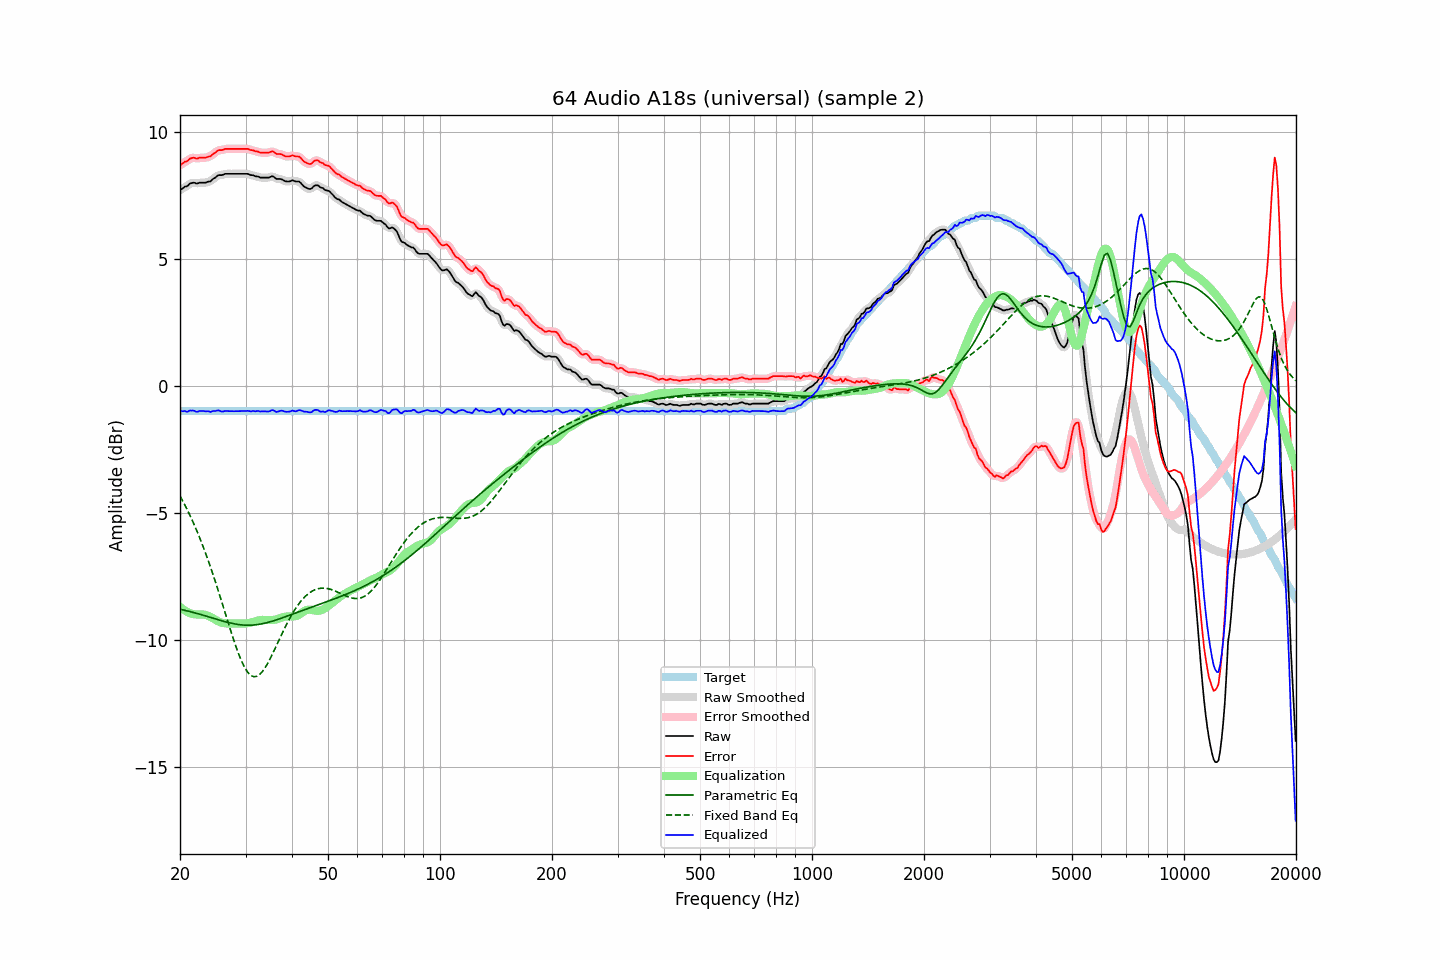 64 Audio A18s (universal) (sample 2)
10
5
0
−5
−10
−15
Amplitude (dBr)
20
50
100
200
500
1000
2000
5000
10000
20000
Frequency (Hz)
Target
Raw Smoothed
Error Smoothed
Raw
Error
Equalization
Parametric Eq
Fixed Band Eq
Equalized